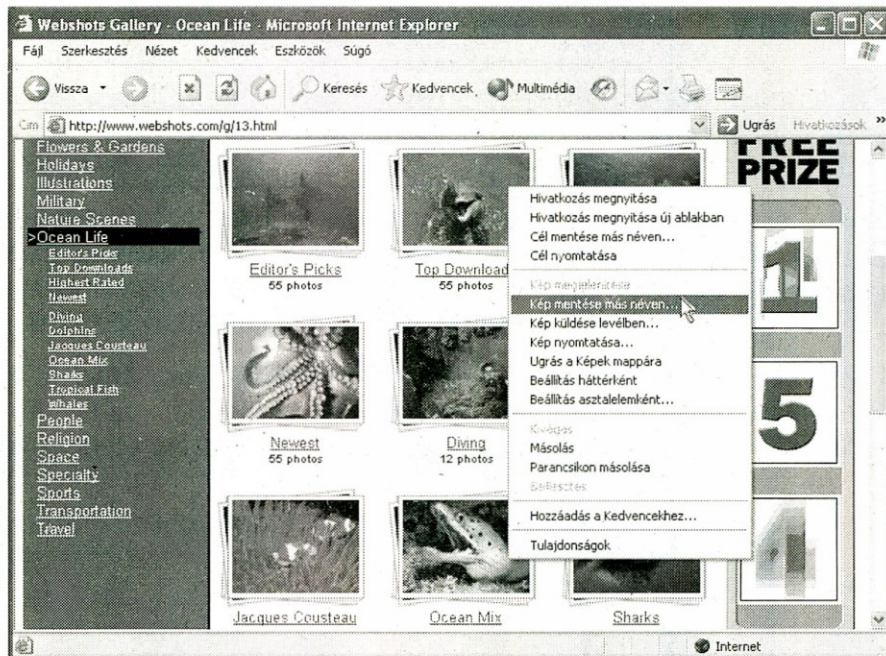 Webshots Gallery - Ocean Life - Microsoft Internet Explorer
Fájl Szerkesztés Nézet Kedvencek Eszközök Súgó
Vissza Keresés Kedvencek Multimédia
Cím http://www.webshots.com/g/13.html Ugrás Hivatkozások »
Flowers & Gardens
Holidays
Illustrations
Military
Nature Scenes
>Ocean Life
Editor's Picks
Top Downloads
Highest Rated
Newest
Diving
Dolphins
Jacques Cousteau
Ocean Mix
Sharks
Tropical Fish
Whales
People
Religion
Space
Specialty
Sports
Transportation
Travel
Editor's Picks
55 photos
Top Download
55 photos
Newest
55 photos
Diving
12 photos
Jacques Cousteau
Ocean Mix
Sharks
Hivatkozás megnyitása
Hivatkozás megnyitása új ablakban
Cél mentése más néven...
Cél nyomtatása
Kép megjelenítése
Kép mentése más néven...
Kép küldése levélben...
Kép nyomtatása...
Ugrás a Képek mappára
Beállítás háttérként
Beállítás asztalelemként...
Kivágás
Másolás
Parancsikon másolása
Beillesztés
Hozzáadás a Kedvencekhez...
Tulajdonságok
FREE
PRIZE
1
5
4
Internet